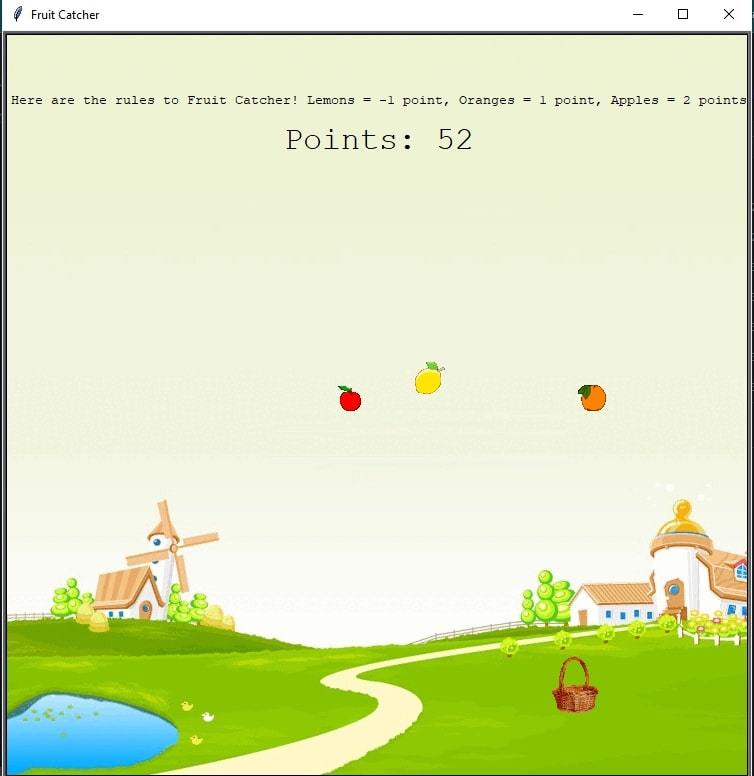 Fruit Catcher
Here are the rules to Fruit Catcher! Lemons = -1 point, Oranges = 1 point, Apples = 2 points
Points: 52